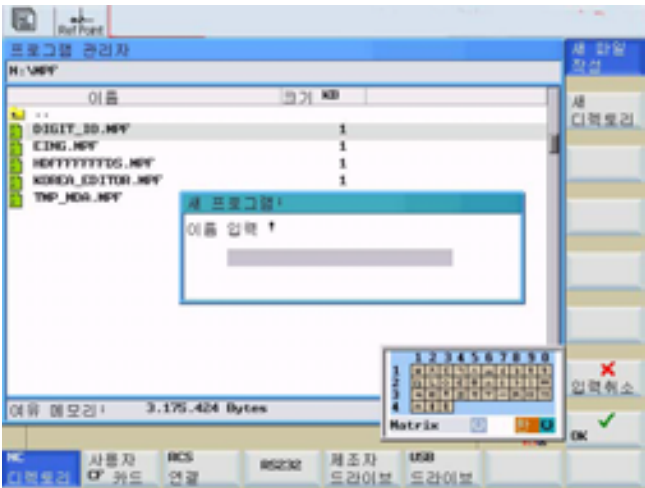 Ref Point
프로그램 관리자
N:\MPF
이름 크기 KB
..
DIGIT_IO.MPF 1
EING.MPF 1
1
KOREA_EDITOR.MPF 1
TMP_MDA.MPF
새 프로그램:
이름 입력
1 2 3 4 5 6 7 8 9 0
1
2
3
4
Matrix
여유 메모리: 3.175.424 Bytes
새 파일
작성
새
디렉토리
입력취소
OK
NC
디렉토리
사용자
CF 카드
RCS
연결
RS232
제조자
드라이브
USB
드라이브